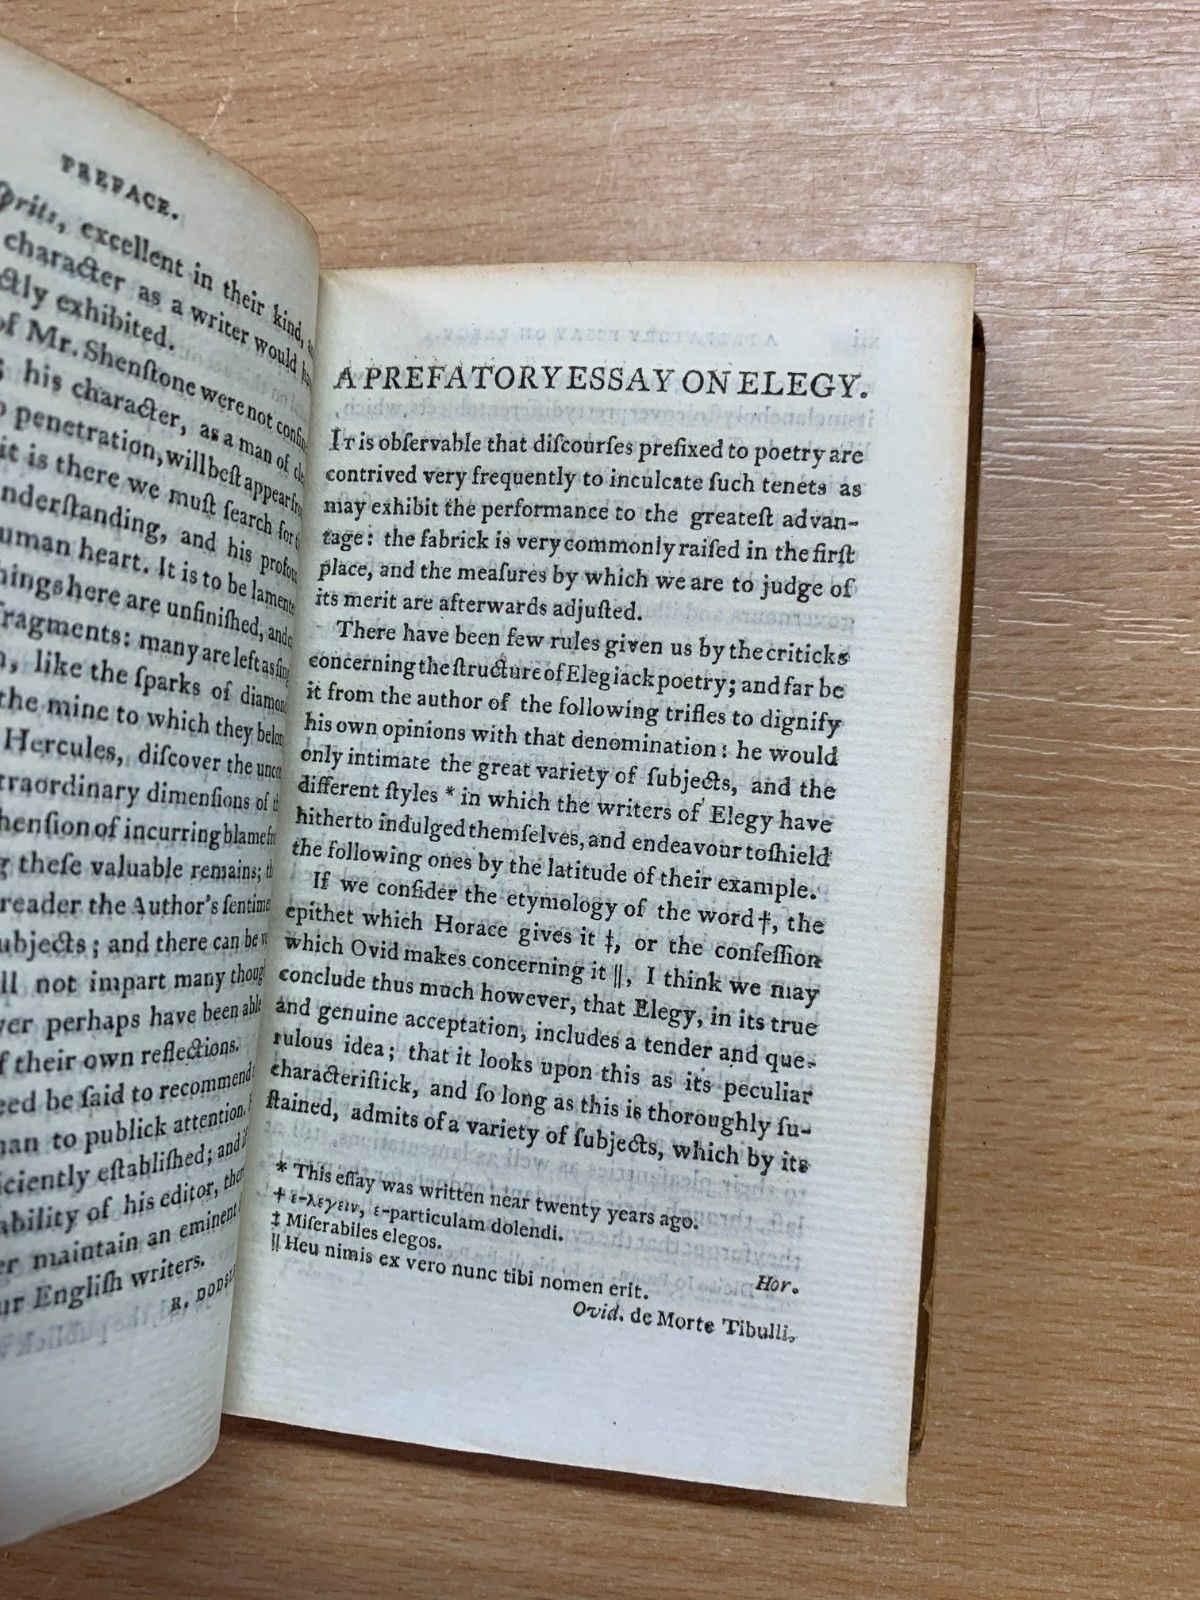 PREFACE.
ſprits, excellent in their kind,
character as a writer would
ctly exhibited.
of Mr. Shenſtone were not
his character, as a man of
penetration, will beſt appear
it is there we muſt ſearch for
nderſtanding, and his
uman heart. It is to be
here are unfiniſhed,
fragments: many are left as
like the ſparks of
the mine to which they
Hercules, diſcover the
traordinary dimenſions of
henſion of incurring blame
theſe valuable remains;
reader the Author's
ubjects; and there can be
ll not impart many
ver perhaps have been able
f their own reflections.
eed be ſaid to recommend
an to publick attention.
ciently eſtabliſhed; and
ability of his editor,
er maintain an eminent
ur Engliſh writers.
R.
A PREFATORY ESSAY ON ELEGY.
IT is obſervable that diſcourſes prefixed to poetry are
contrived very frequently to inculcate ſuch tenets as
may exhibit the performance to the greateſt advan-
tage: the fabrick is very commonly raiſed in the firſt
place, and the meaſures by which we are to judge of
its merit are afterwards adjuſted.
There have been few rules given us by the criticks
concerning the ſtructure of Elegiack poetry; and far be
it from the author of the following trifles to dignify
his own opinions with that denomination: he would
only intimate the great variety of ſubjects, and the
different ſtyles * in which the writers of Elegy have
hitherto indulged themſelves, and endeavour to ſhield
the following ones by the latitude of their example.
If we conſider the etymology of the word †, the
epithet which Horace gives it ‡, or the confeſſion
which Ovid makes concerning it ||, I think we may
conclude thus much however, that Elegy, in its true
and genuine acceptation, includes a tender and que-
rulous idea; that it looks upon this as its peculiar
characteriſtick, and ſo long as this is thoroughly ſu-
ſtained, admits of a variety of ſubjects, which by its
* This eſſay was written near twenty years ago.
† ε-λεγειν, ε-particulam dolendi.
‡ Miſerabiles elegos.
Hor.
|| Heu nimis ex vero nunc tibi nomen erit.
Ovid. de Morte Tibulli.